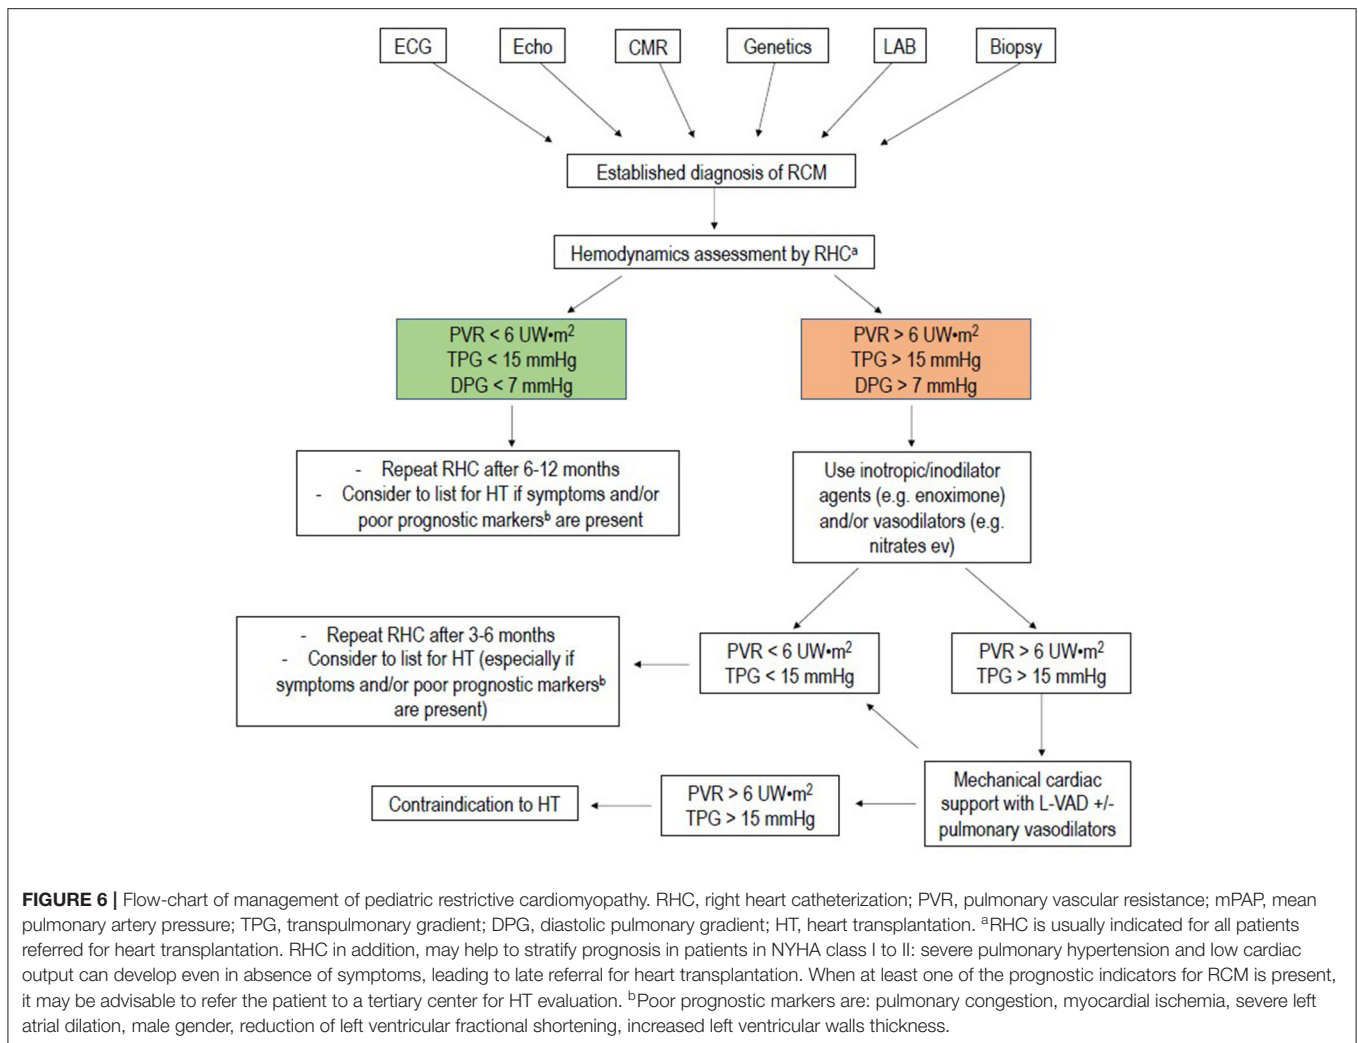 ECG
Echo
CMR
Genetics
LAB
Biopsy
Established diagnosis of RCM
Hemodynamics assessment by RHCᵃ
PVR < 6 UW•m²
TPG < 15 mmHg
DPG < 7 mmHg
PVR > 6 UW•m²
TPG > 15 mmHg
DPG > 7 mmHg
- Repeat RHC after 6-12 months
- Consider to list for HT if symptoms and/or
poor prognostic markersᵇ are present
Use inotropic/inodilator
agents (e.g. enoximone)
and/or vasodilators (e.g.
nitrates ev)
- Repeat RHC after 3-6 months
- Consider to list for HT (especially if
symptoms and/or poor prognostic markersᵇ
are present)
PVR < 6 UW•m²
TPG < 15 mmHg
PVR > 6 UW•m²
TPG > 15 mmHg
Contraindication to HT
PVR > 6 UW•m²
TPG > 15 mmHg
Mechanical cardiac
support with L-VAD +/-
pulmonary vasodilators
FIGURE 6 | Flow-chart of management of pediatric restrictive cardiomyopathy. RHC, right heart catheterization; PVR, pulmonary vascular resistance; mPAP, mean
pulmonary artery pressure; TPG, transpulmonary gradient; DPG, diastolic pulmonary gradient; HT, heart transplantation. ᵃRHC is usually indicated for all patients
referred for heart transplantation. RHC in addition, may help to stratify prognosis in patients in NYHA class I to II: severe pulmonary hypertension and low cardiac
output can develop even in absence of symptoms, leading to late referral for heart transplantation. When at least one of the prognostic indicators for RCM is present,
it may be advisable to refer the patient to a tertiary center for HT evaluation. ᵇPoor prognostic markers are: pulmonary congestion, myocardial ischemia, severe left
atrial dilation, male gender, reduction of left ventricular fractional shortening, increased left ventricular walls thickness.